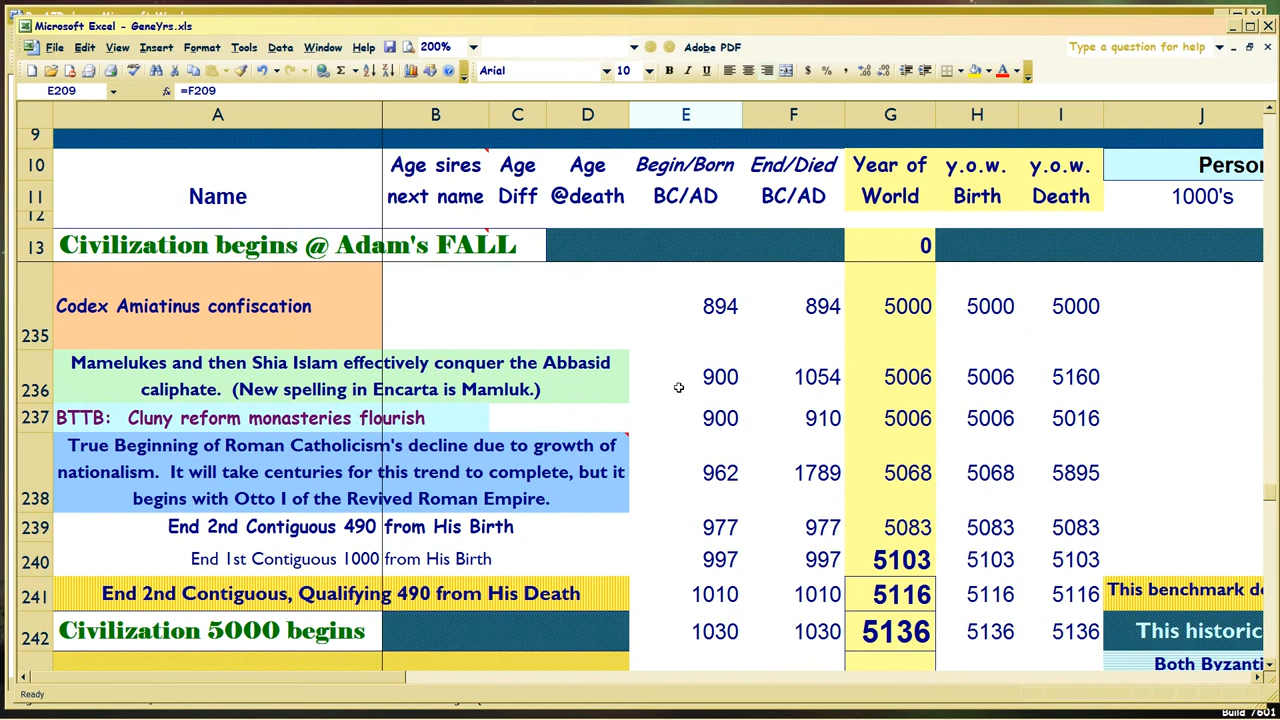 Microsoft Excel - GeneYrs.xls
File Edit View Insert Format Tools Data Window Help 200% Adobe PDF Type a question for help
Arial 10 B I U $ % ,
E209 fx =F209
A B C D E F G H I J
9
10 Age sires Age Age Begin/Born End/Died Year of y.o.w. y.o.w. Person
11 Name next name Diff @death BC/AD BC/AD World Birth Death 1000's
12
13 Civilization begins @ Adam's FALL 0
235 Codex Amiatinus confiscation 894 894 5000 5000 5000
Mamelukes and then Shia Islam effectively conquer the Abbasid
236 caliphate. (New spelling in Encarta is Mamluk.) 900 1054 5006 5006 5160
237 BTTB: Cluny reform monasteries flourish 900 910 5006 5006 5016
True Beginning of Roman Catholicism's decline due to growth of
nationalism. It will take centuries for this trend to complete, but it 962 1789 5068 5068 5895
238 begins with Otto I of the Revived Roman Empire.
239 End 2nd Contiguous 490 from His Birth 977 977 5083 5083 5083
240 End 1st Contiguous 1000 from His Birth 997 997 5103 5103 5103
241 End 2nd Contiguous, Qualifying 490 from His Death 1010 1010 5116 5116 5116 This benchmark de
242 Civilization 5000 begins 1030 1030 5136 5136 5136 This historic
Both Byzanti
Ready
Build 7601